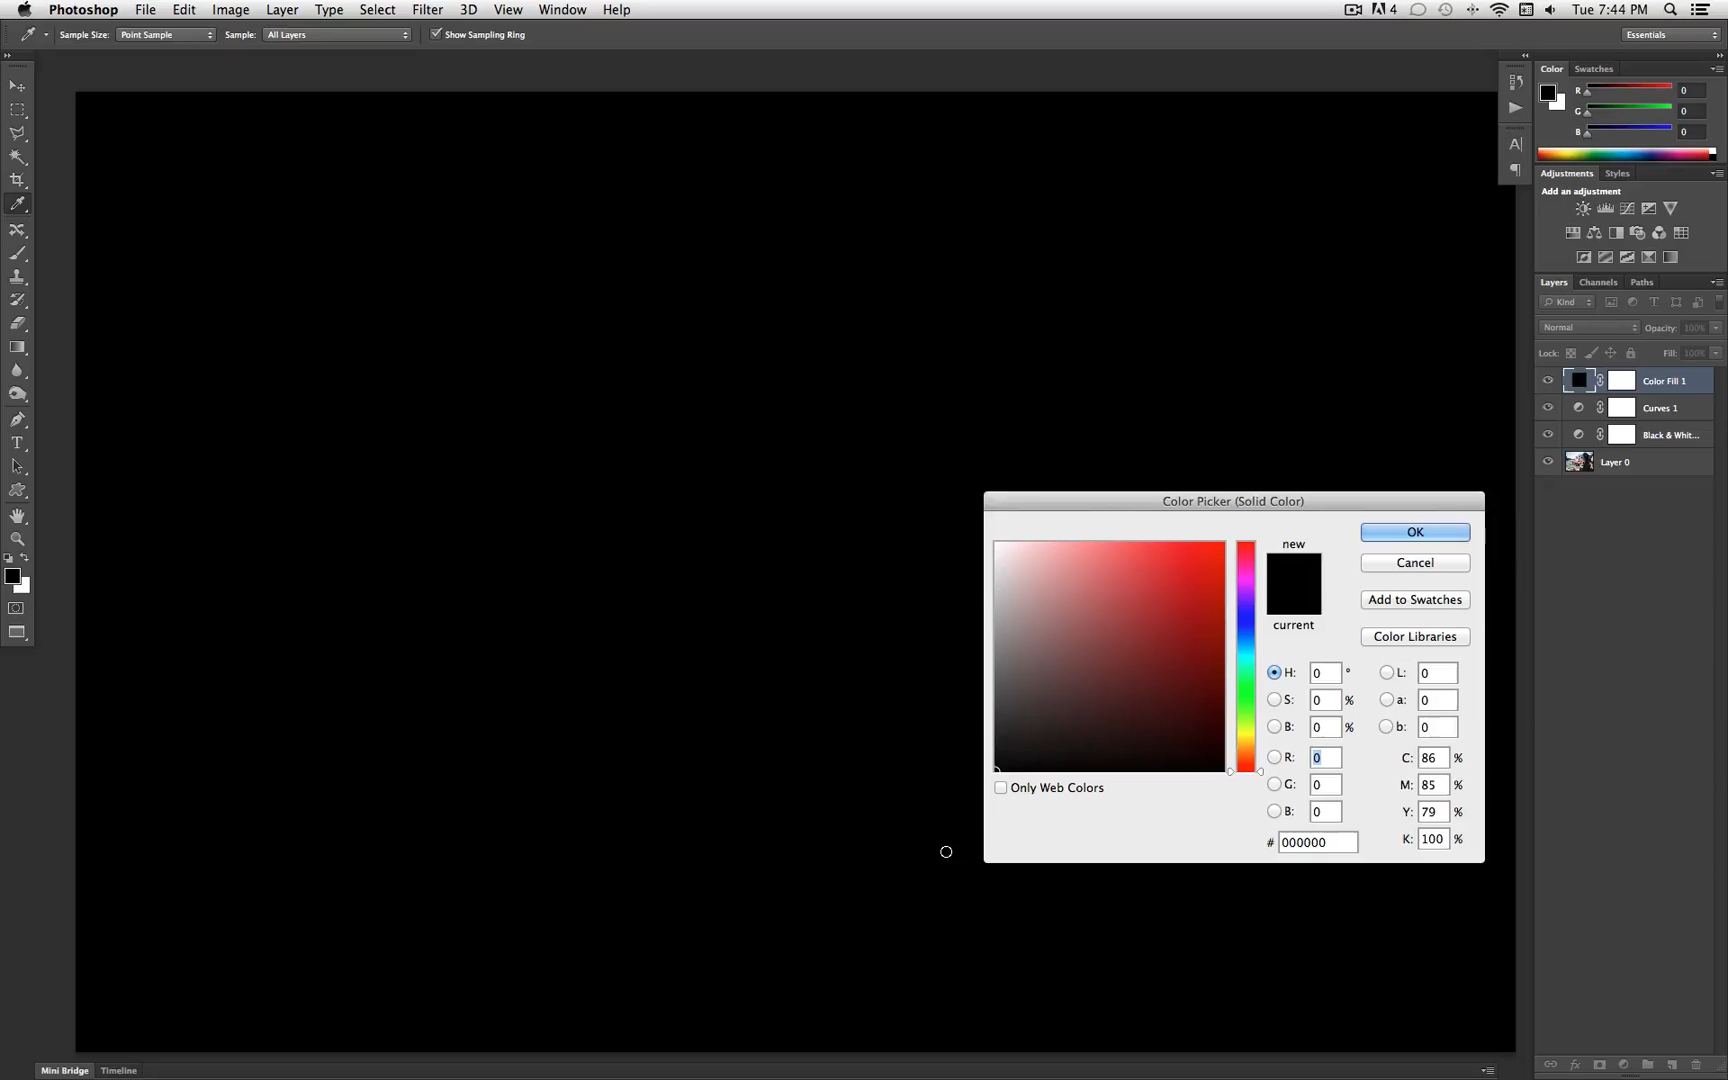 Photoshop File Edit Image Layer Type Select Filter 3D View Window Help 4 Tue 7:44 PM
Sample Size: Point Sample Sample: All Layers Show Sampling Ring Essentials
Color Swatches
R 0
G 0
B 0
Adjustments Styles
Add an adjustment
Layers Channels Paths
Kind
Normal Opacity: 100%
Lock: Fill: 100%
Color Fill 1
Curves 1
Black & Whit...
Layer 0
Color Picker (Solid Color)
new
current
OK
Cancel
Add to Swatches
Color Libraries
H: 0 ° L: 0
S: 0 % a: 0
B: 0 % b: 0
R: 0 C: 86 %
G: 0 M: 85 %
B: 0 Y: 79 %
# 000000 K: 100 %
Only Web Colors
Mini Bridge Timeline